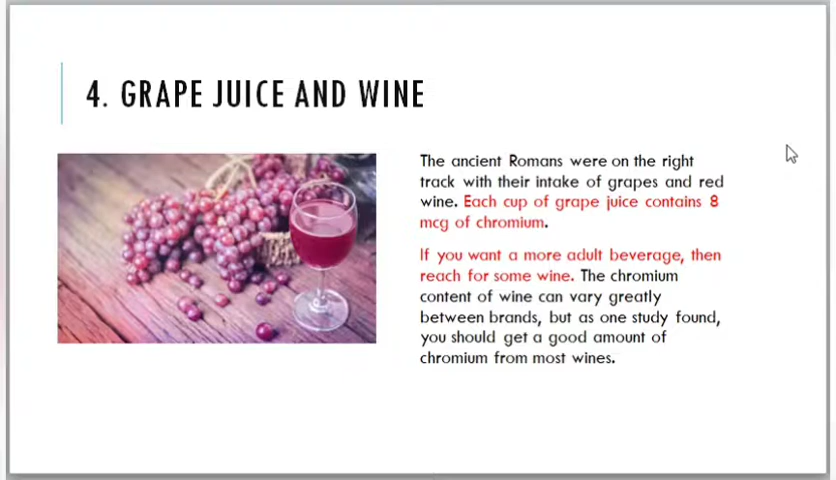 4. GRAPE JUICE AND WINE
The ancient Romans were on the right
track with their intake of grapes and red
wine. Each cup of grape juice contains 8
mcg of chromium.
If you want a more adult beverage, then
reach for some wine. The chromium
content of wine can vary greatly
between brands, but as one study found,
you should get a good amount of
chromium from most wines.